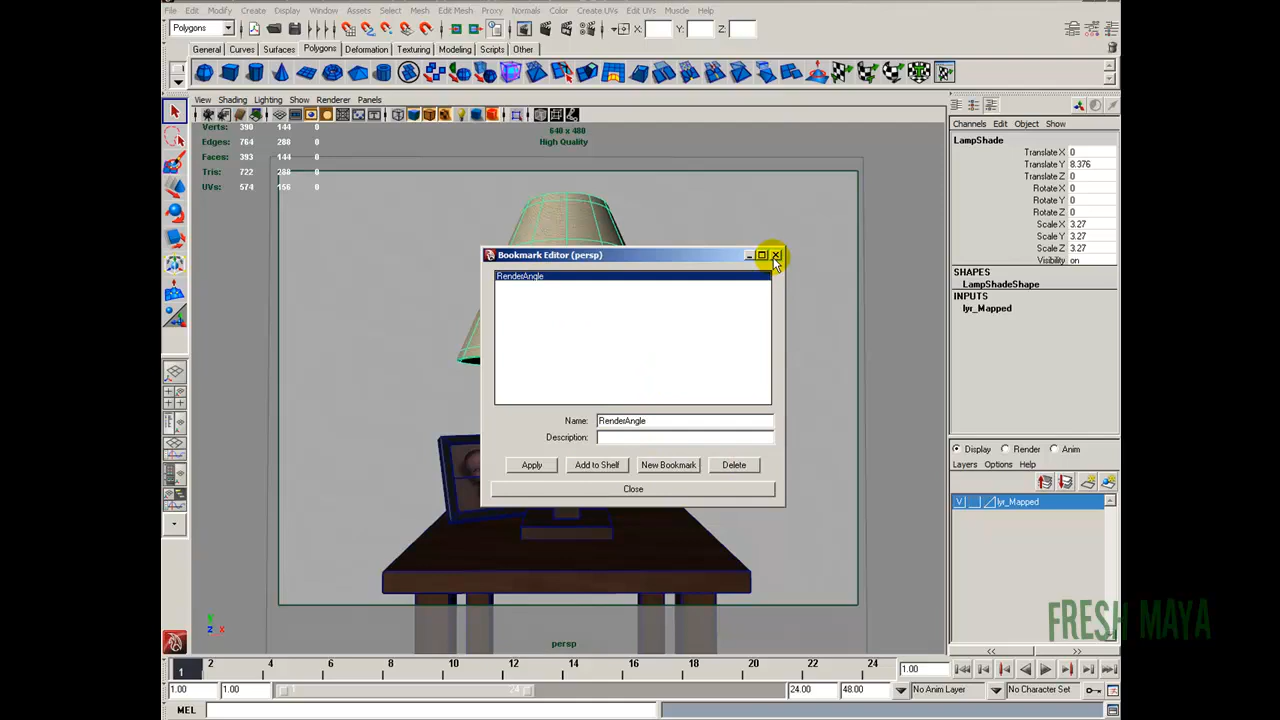 File Edit Modify Create Display Window Assets Select Mesh Edit Mesh Proxy Normals Color Create UVs Edit UVs Muscle Help
Polygons X: Y: Z:
General Curves Surfaces Polygons Deformation Texturing Modeling Scripts Other
View Shading Lighting Show Renderer Panels
Channels Edit Object Show
Verts: 390 144 0
Edges: 764 288 0
Faces: 393 144 0
Tris: 722 288 0
UVs: 574 156 0
640 x 480
High Quality
LampShade
Translate X 0
Translate Y 8.376
Translate Z 0
Rotate X 0
Rotate Y 0
Rotate Z 0
Scale X 3.27
Scale Y 3.27
Scale Z 3.27
Visibility on
SHAPES
LampShadeShape
INPUTS
lyr_Mapped
Bookmark Editor (persp)
RenderAngle
Name: RenderAngle
Description:
Apply Add to Shelf New Bookmark Delete
Close
Display Render Anim
Layers Options Help
V lyr_Mapped
y
z x
persp
FRESH MAYA
<< >>
1 2 4 6 8 10 12 14 16 18 20 22 24 1.00
1.00 1.00 1 24 24.00 48.00 No Anim Layer No Character Set
MEL